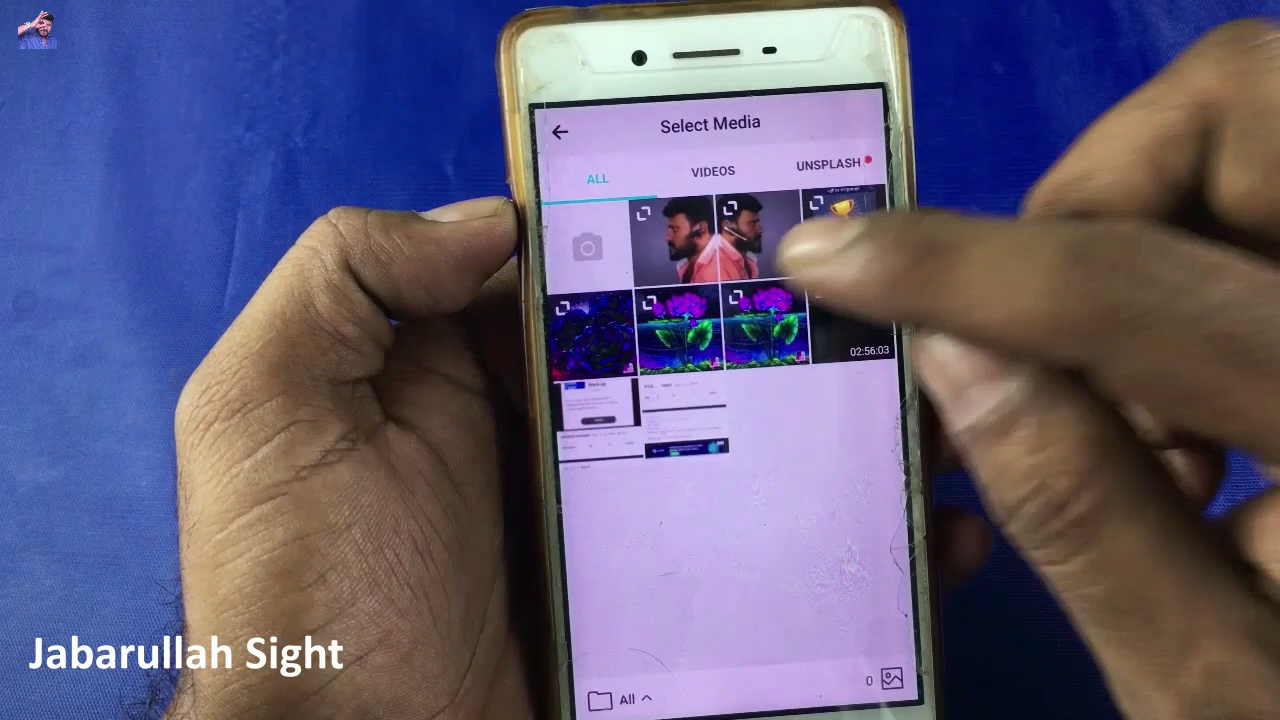 Select Media
ALL
VIDEOS
UNSPLASH
02:56:03
All
0
Jabarullah Sight